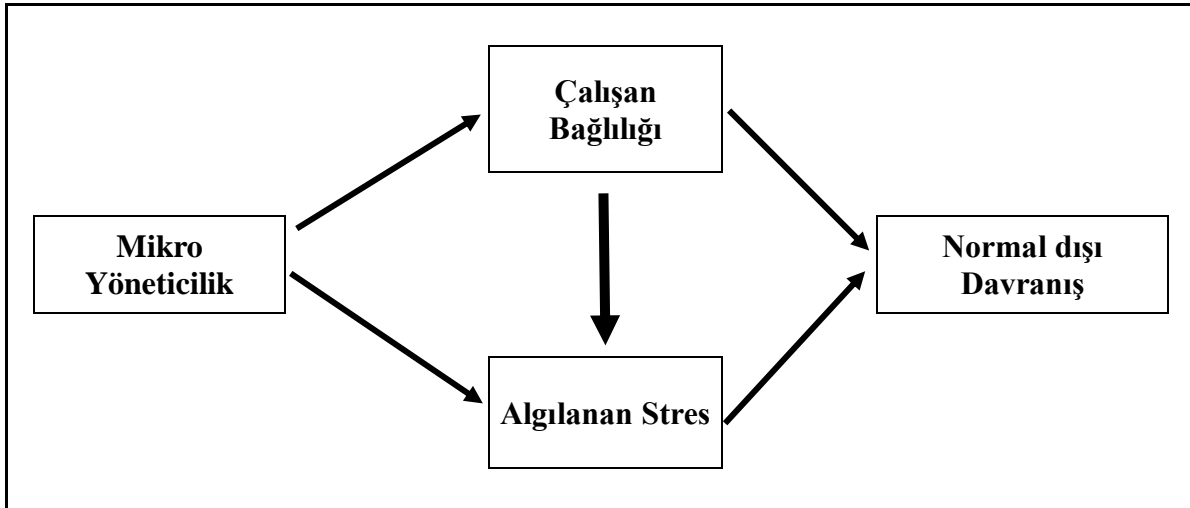 Çalışan
Bağlılığı
Mikro
Yöneticilik
Normal dışı
Davranış
Algılanan Stres